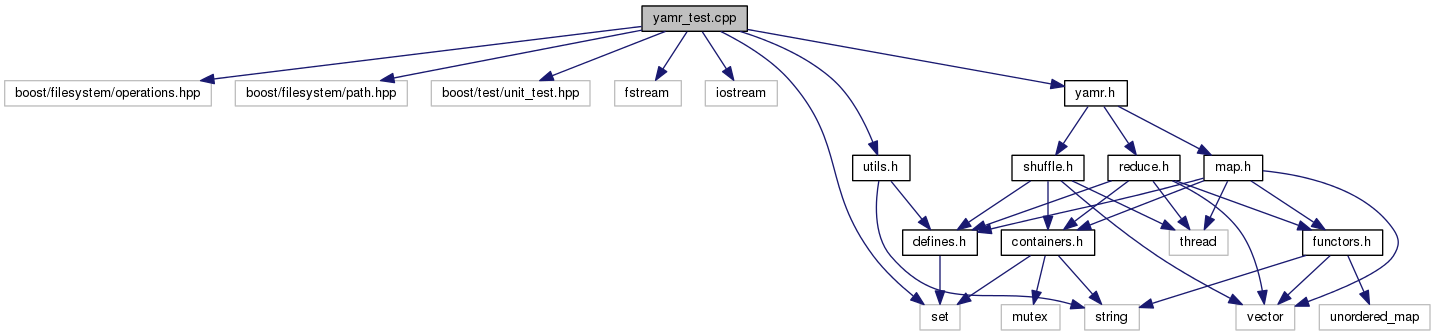 yamr_test.cpp
boost/filesystem/operations.hpp
boost/filesystem/path.hpp
boost/test/unit_test.hpp
fstream
iostream
yamr.h
utils.h
shuffle.h
reduce.h
map.h
defines.h
containers.h
thread
functors.h
set
mutex
string
vector
unordered_map